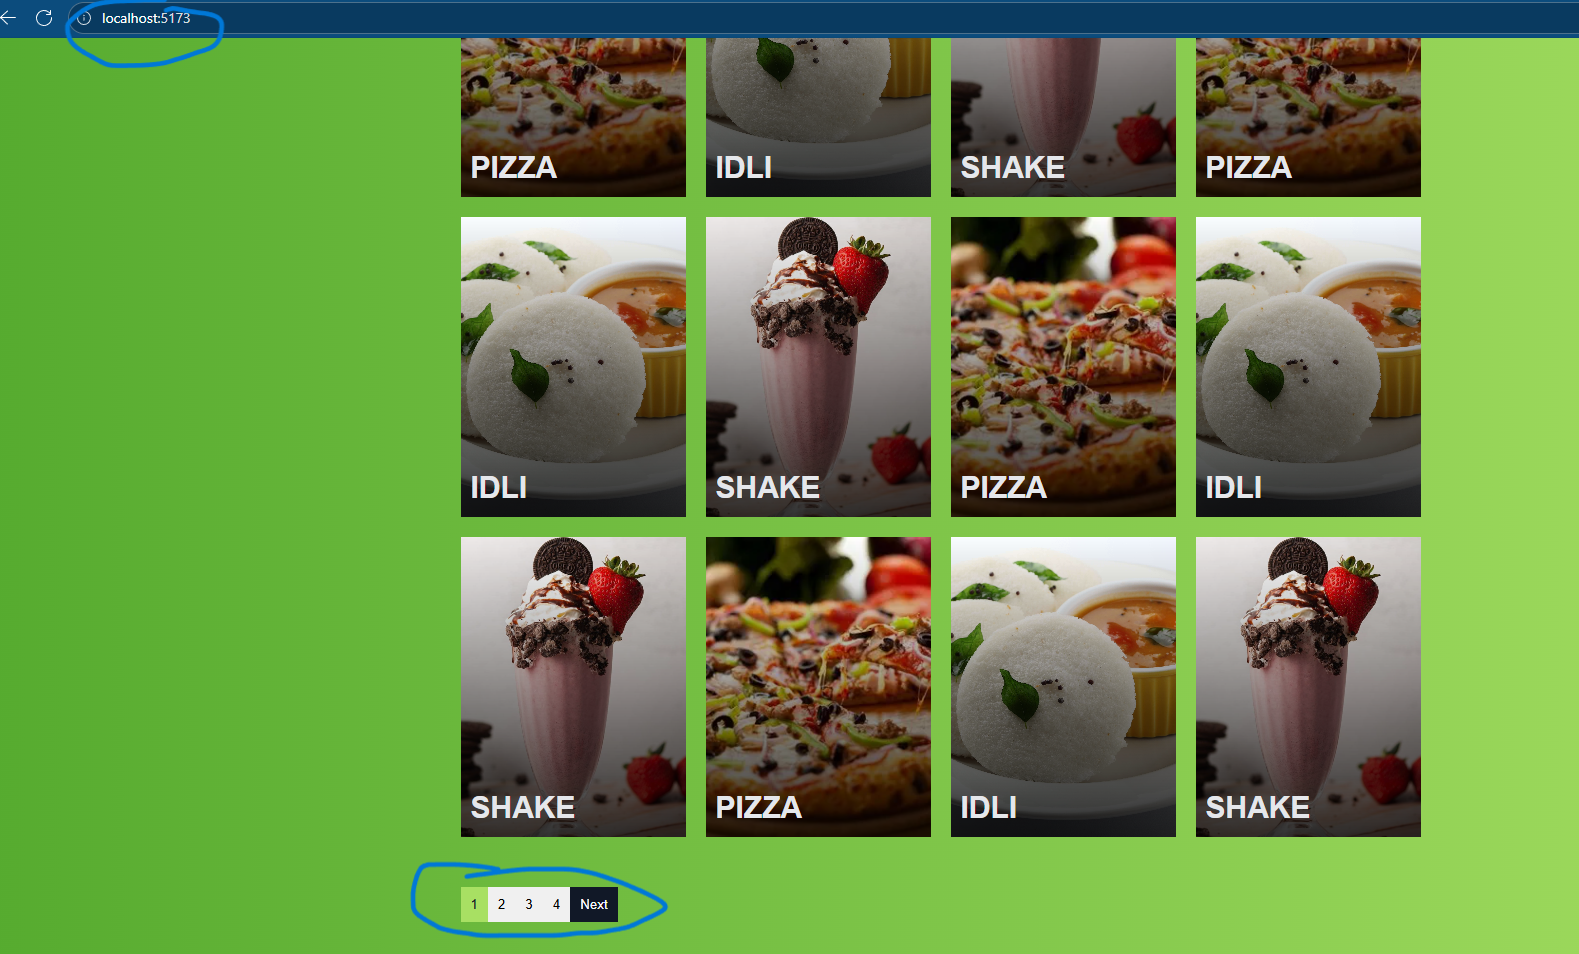 localhost:5173
PIZZA IDLI SHAKE PIZZA
IDLI SHAKE PIZZA IDLI
SHAKE PIZZA IDLI SHAKE
1 2 3 4 Next